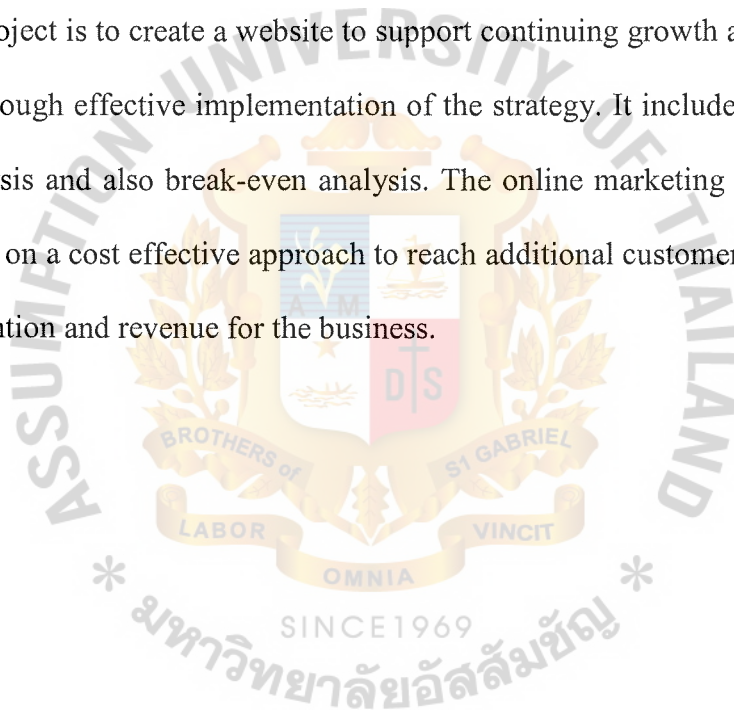 oject is to create a website to support continuing growth a
ough effective implementation of the strategy. It include
sis and also break-even analysis. The online marketing
on a cost effective approach to reach additional customer
ntion and revenue for the business.
ASSUMPTION UNIVERSITY OF THAILAND
A M
D S
BROTHERS of ST GABRIEL
LABOR OMNIA VINCIT
SINCE1969
* มหาวิทยาลัยอัสสัมชัญ *